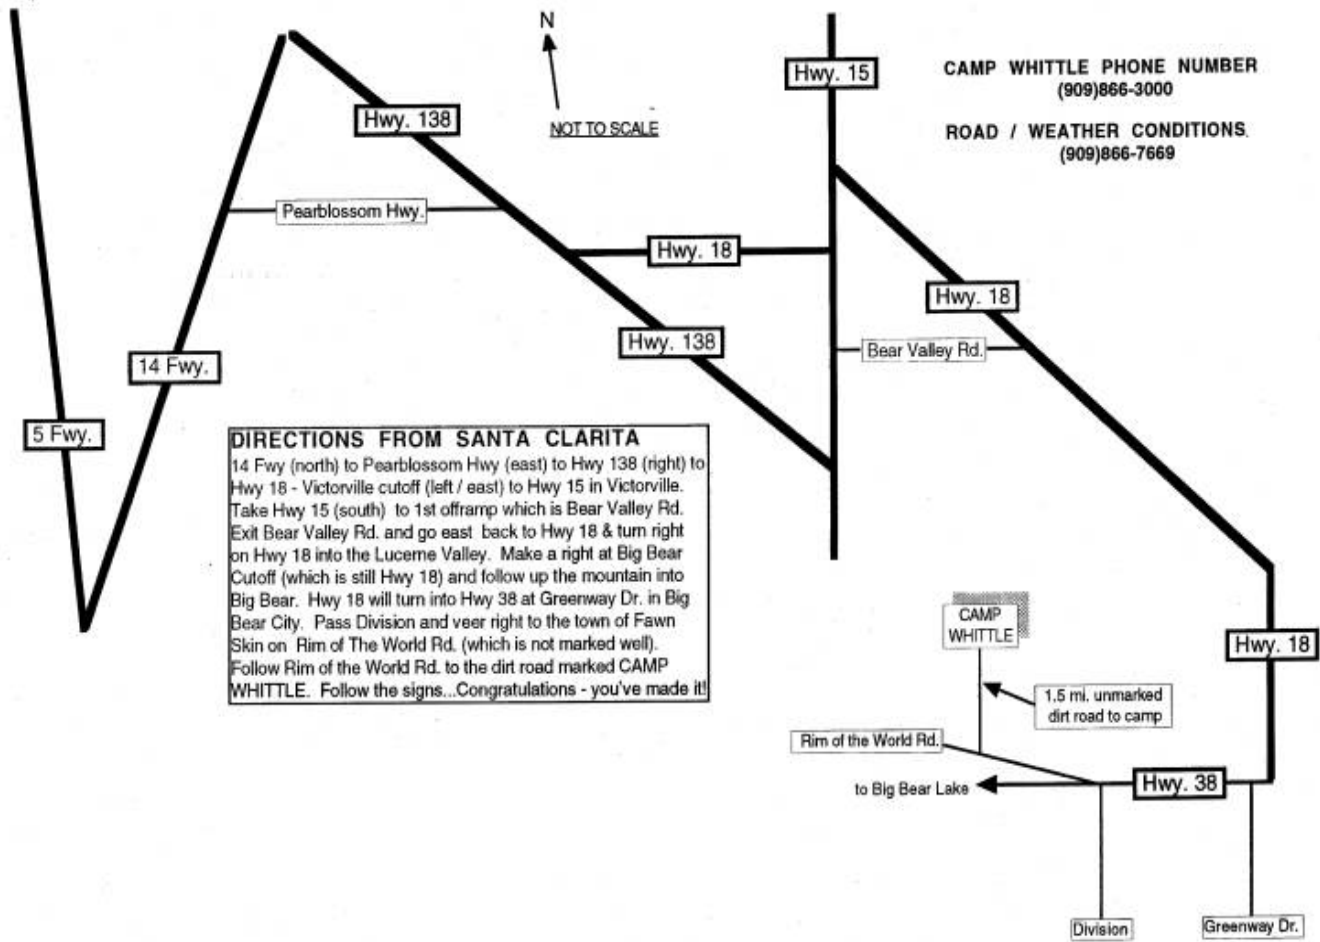 N
NOT TO SCALE
Hwy. 15
CAMP WHITTLE PHONE NUMBER
(909)866-3000
ROAD / WEATHER CONDITIONS
(909)866-7669
Hwy. 138
Pearblossom Hwy.
Hwy. 18
Hwy. 18
Hwy. 138
Bear Valley Rd.
14 Fwy.
5 Fwy.
DIRECTIONS FROM SANTA CLARITA
14 Fwy (north) to Pearblossom Hwy (east) to Hwy 138 (right) to
Hwy 18 - Victorville cutoff (left / east) to Hwy 15 in Victorville.
Take Hwy 15 (south) to 1st offramp which is Bear Valley Rd.
Exit Bear Valley Rd. and go east back to Hwy 18 & turn right
on Hwy 18 into the Lucerne Valley. Make a right at Big Bear
Cutoff (which is still Hwy 18) and follow up the mountain into
Big Bear. Hwy 18 will turn into Hwy 38 at Greenway Dr. in Big
Bear City. Pass Division and veer right to the town of Fawn
Skin on Rim of The World Rd. (which is not marked well).
Follow Rim of the World Rd. to the dirt road marked CAMP
WHITTLE. Follow the signs...Congratulations - you've made it!
CAMP
WHITTLE
Hwy. 18
1.5 mi. unmarked
dirt road to camp
Rim of the World Rd.
to Big Bear Lake
Hwy. 38
Division
Greenway Dr.